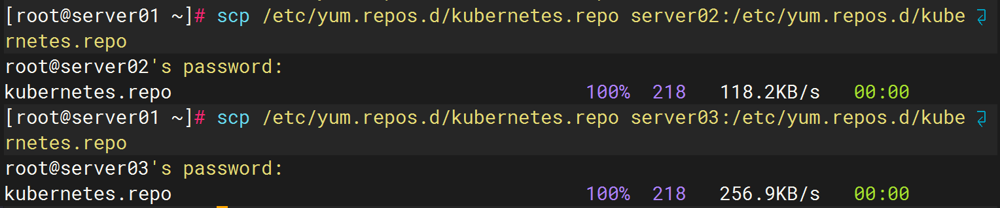 [root@server01 ~]# scp /etc/yum.repos.d/kubernetes.repo server02:/etc/yum.repos.d/kube
rnetes.repo
root@server02's password:
kubernetes.repo 100% 218 118.2KB/s 00:00
[root@server01 ~]# scp /etc/yum.repos.d/kubernetes.repo server03:/etc/yum.repos.d/kube
rnetes.repo
root@server03's password:
kubernetes.repo 100% 218 256.9KB/s 00:00